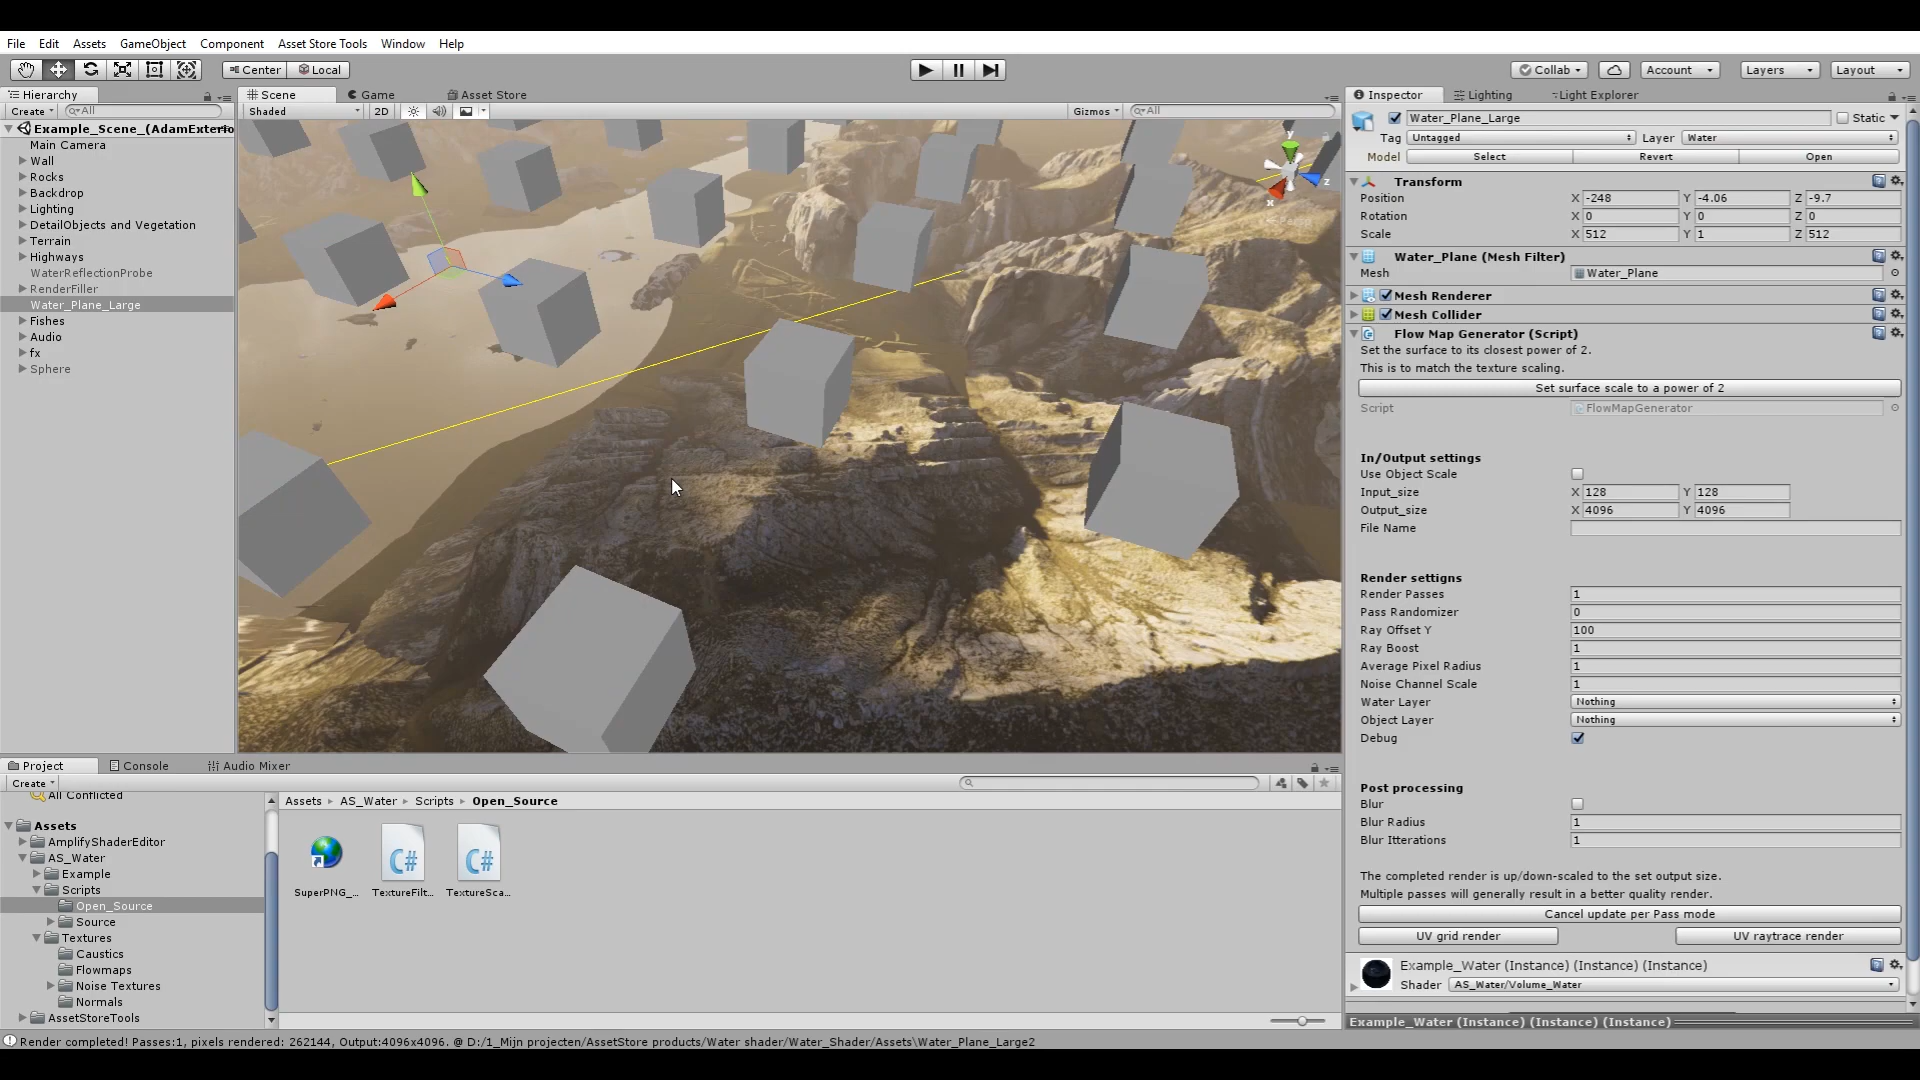 File Edit Assets GameObject Component Asset Store Tools Window Help
Center Local Collab Account Layers Layout
Hierarchy Scene Game Asset Store Inspector Lighting Light Explorer
Create All Shaded 2D Gizmos All
Example_Scene_(AdamExterio
Main Camera
Wall
Rocks
Backdrop
Lighting
DetailObjects and Vegetation
Terrain
Highways
WaterReflectionProbe
RenderFiller
Water_Plane_Large
Fishes
Audio
fx
Sphere
y
z
x
Persp
Water_Plane_Large Static
Tag Untagged Layer Water
Model Select Revert Open
Transform
Position X -248 Y -4.06 Z -9.7
Rotation X 0 Y 0 Z 0
Scale X 512 Y 1 Z 512
Water_Plane (Mesh Filter)
Mesh Water_Plane
Mesh Renderer
Mesh Collider
Flow Map Generator (Script)
Set the surface to its closest power of 2.
This is to match the texture scaling.
Set surface scale to a power of 2
Script FlowMapGenerator
In/Output settings
Use Object Scale
Input_size X 128 Y 128
Output_size X 4096 Y 4096
File Name
Render settigns
Render Passes 1
Pass Randomizer 0
Ray Offset Y 100
Ray Boost 1
Average Pixel Radius 1
Noise Channel Scale 1
Water Layer Nothing
Object Layer Nothing
Debug
Post processing
Blur
Blur Radius 1
Blur Itterations 1
The completed render is up/down-scaled to the set output size.
Multiple passes will generally result in a better quality render.
Cancel update per Pass mode
UV grid render UV raytrace render
Example_Water (Instance) (Instance) (Instance)
Shader AS_Water/Volume_Water
Example_Water (Instance) (Instance) (Instance)
Project Console Audio Mixer
Create
All Conflicted
Assets
AmplifyShaderEditor
AS_Water
Example
Scripts
Open_Source
Source
Textures
Caustics
Flowmaps
Noise Textures
Normals
AssetStoreTools
Assets AS_Water Scripts Open_Source
C# C#
SuperPNG_... TextureFilt... TextureSca...
Render completed! Passes:1, pixels rendered: 262144, Output:4096x4096. @ D:/1_Mijn projecten/AssetStore products/Water shader/Water_Shader/Assets\Water_Plane_Large2